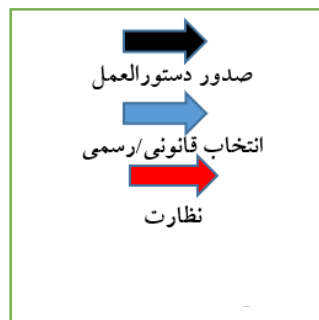 صدور دستورالعمل
انتخاب قانونی/رسمی
نظارت